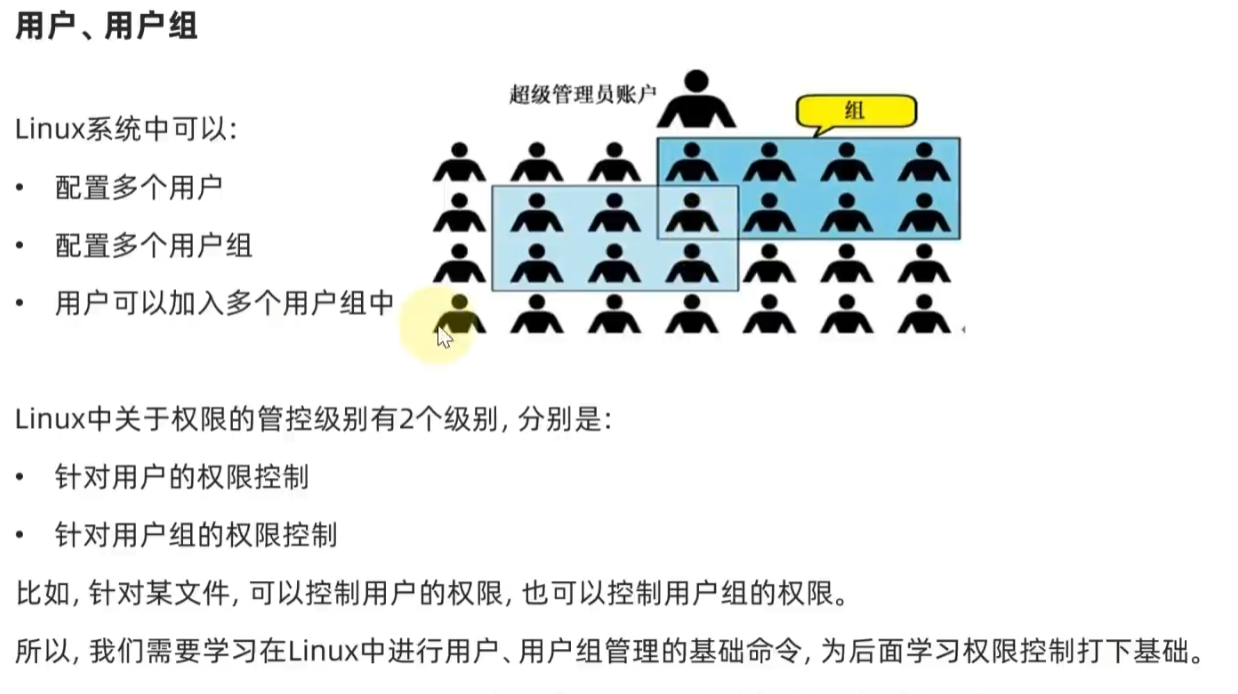 用户、用户组
超级管理员账户
组
Linux系统中可以：
• 配置多个用户
• 配置多个用户组
• 用户可以加入多个用户组中
Linux中关于权限的管控级别有2个级别，分别是：
• 针对用户的权限控制
• 针对用户组的权限控制
比如，针对某文件，可以控制用户的权限，也可以控制用户组的权限。
所以，我们需要学习在Linux中进行用户、用户组管理的基础命令，为后面学习权限控制打下基础。